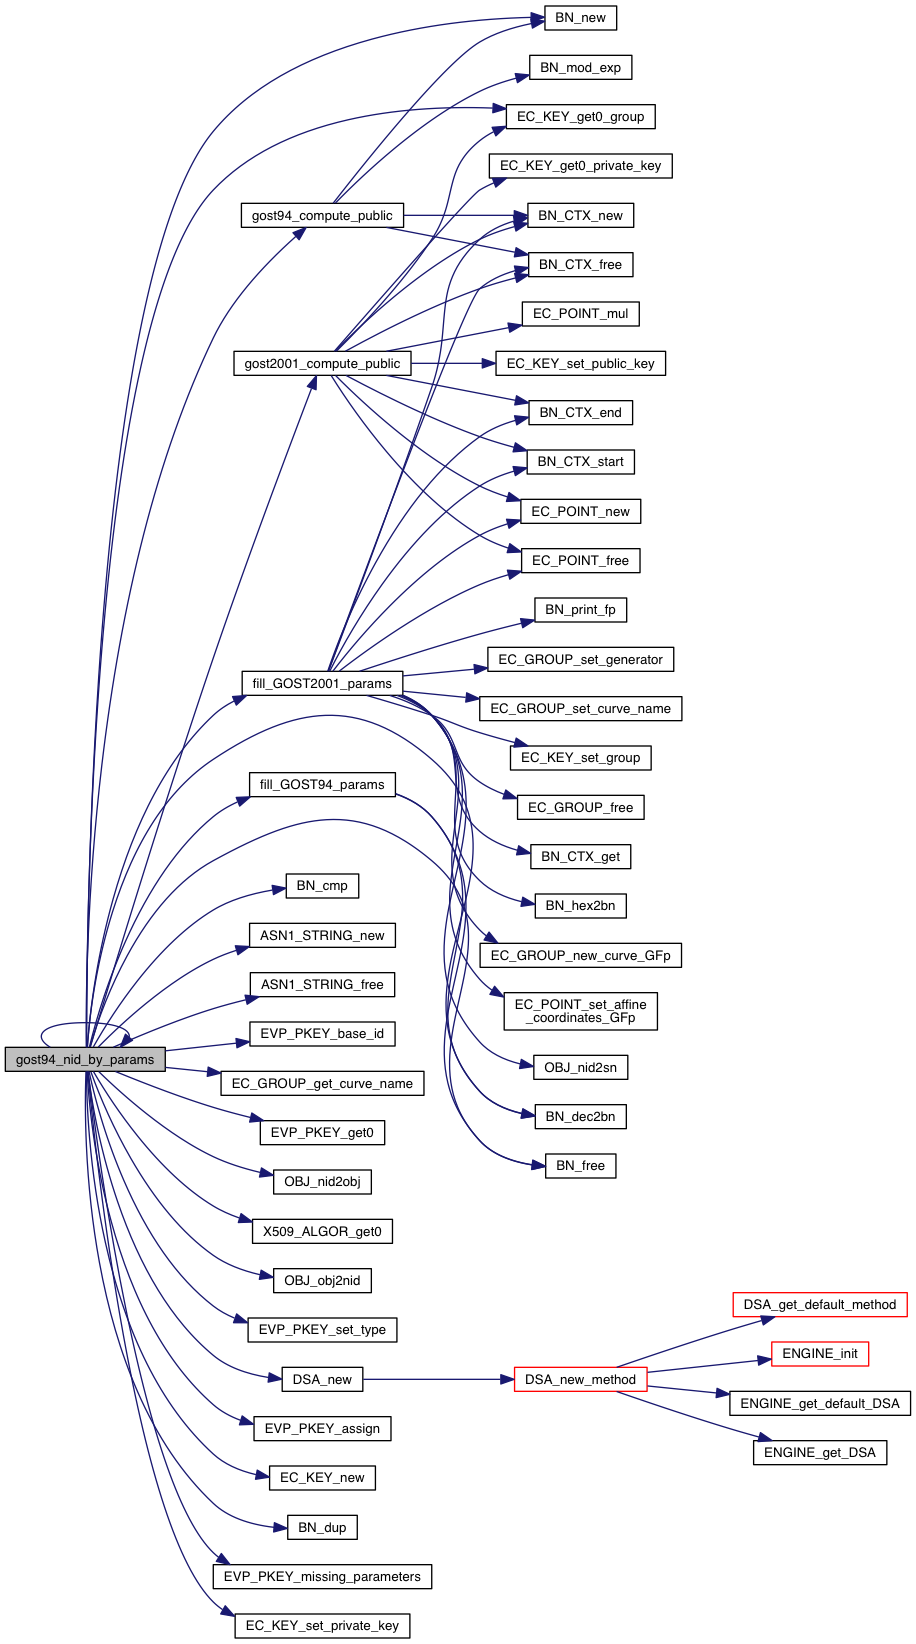 BN_new
BN_mod_exp
EC_KEY_get0_group
EC_KEY_get0_private_key
gost94_compute_public
BN_CTX_new
BN_CTX_free
EC_POINT_mul
gost2001_compute_public
EC_KEY_set_public_key
BN_CTX_end
BN_CTX_start
EC_POINT_new
EC_POINT_free
BN_print_fp
EC_GROUP_set_generator
fill_GOST2001_params
EC_GROUP_set_curve_name
EC_KEY_set_group
fill_GOST94_params
EC_GROUP_free
BN_CTX_get
BN_cmp
BN_hex2bn
ASN1_STRING_new
EC_GROUP_new_curve_GFp
ASN1_STRING_free
EC_POINT_set_affine
_coordinates_GFp
EVP_PKEY_base_id
gost94_nid_by_params
OBJ_nid2sn
EC_GROUP_get_curve_name
BN_dec2bn
EVP_PKEY_get0
BN_free
OBJ_nid2obj
X509_ALGOR_get0
OBJ_obj2nid
DSA_get_default_method
EVP_PKEY_set_type
ENGINE_init
DSA_new
DSA_new_method
ENGINE_get_default_DSA
EVP_PKEY_assign
ENGINE_get_DSA
EC_KEY_new
BN_dup
EVP_PKEY_missing_parameters
EC_KEY_set_private_key